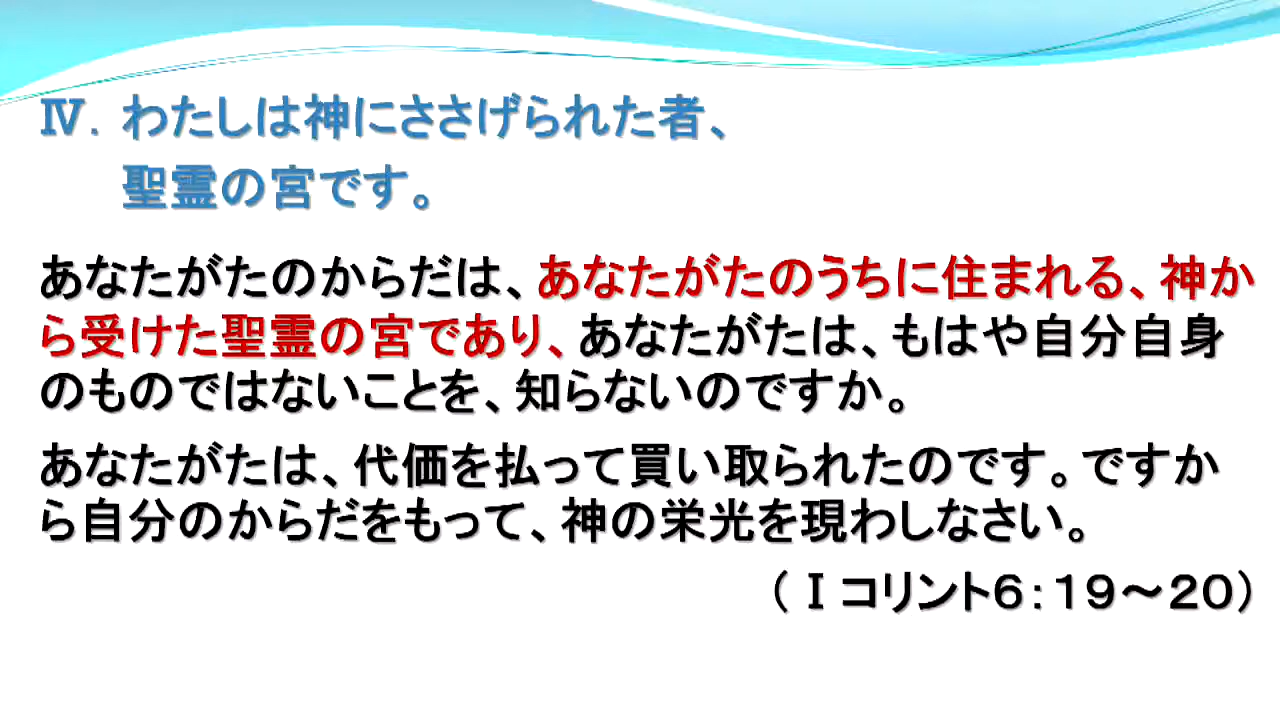 Ⅳ．わたしは神にささげられた者、
聖霊の宮です。
あなたがたのからだは、あなたがたのうちに住まれる、神か
ら受けた聖霊の宮であり、あなたがたは、もはや自分自身
のものではないことを、知らないのですか。
あなたがたは、代価を払って買い取られたのです。ですか
ら自分のからだをもって、神の栄光を現わしなさい。
（Ⅰコリント６：１９～２０）